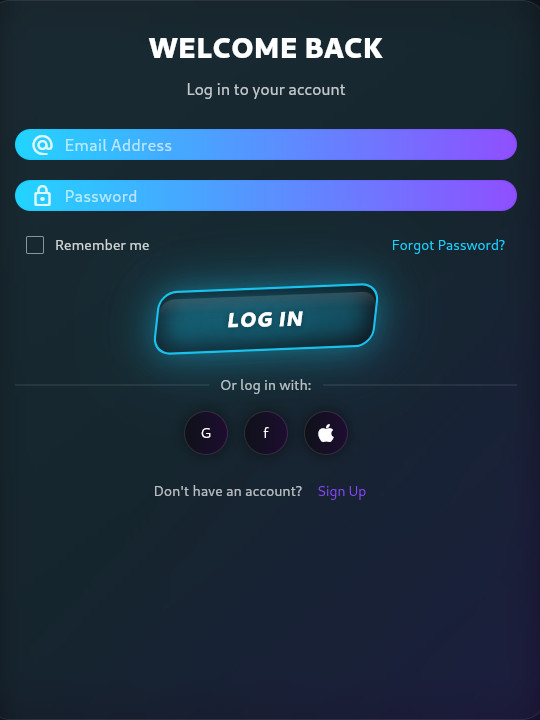 WELCOME BACK
Log in to your account
Email Address
Password
Remember me
Forgot Password?
LOG IN
Or log in with:
G
f
Don't have an account? Sign Up